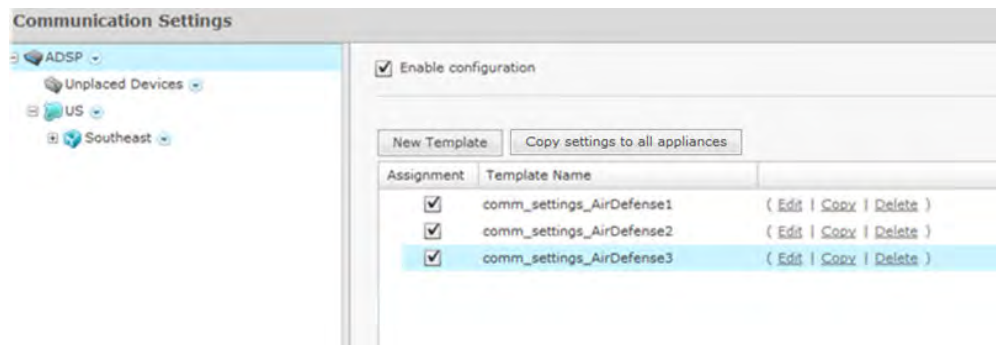 Communication Settings
ADSP
Unplaced Devices
US
Southeast
Enable configuration
New Template
Copy settings to all appliances
Assignment Template Name
comm_settings_AirDefense1 ( Edit | Copy | Delete )
comm_settings_AirDefense2 ( Edit | Copy | Delete )
comm_settings_AirDefense3 ( Edit | Copy | Delete )